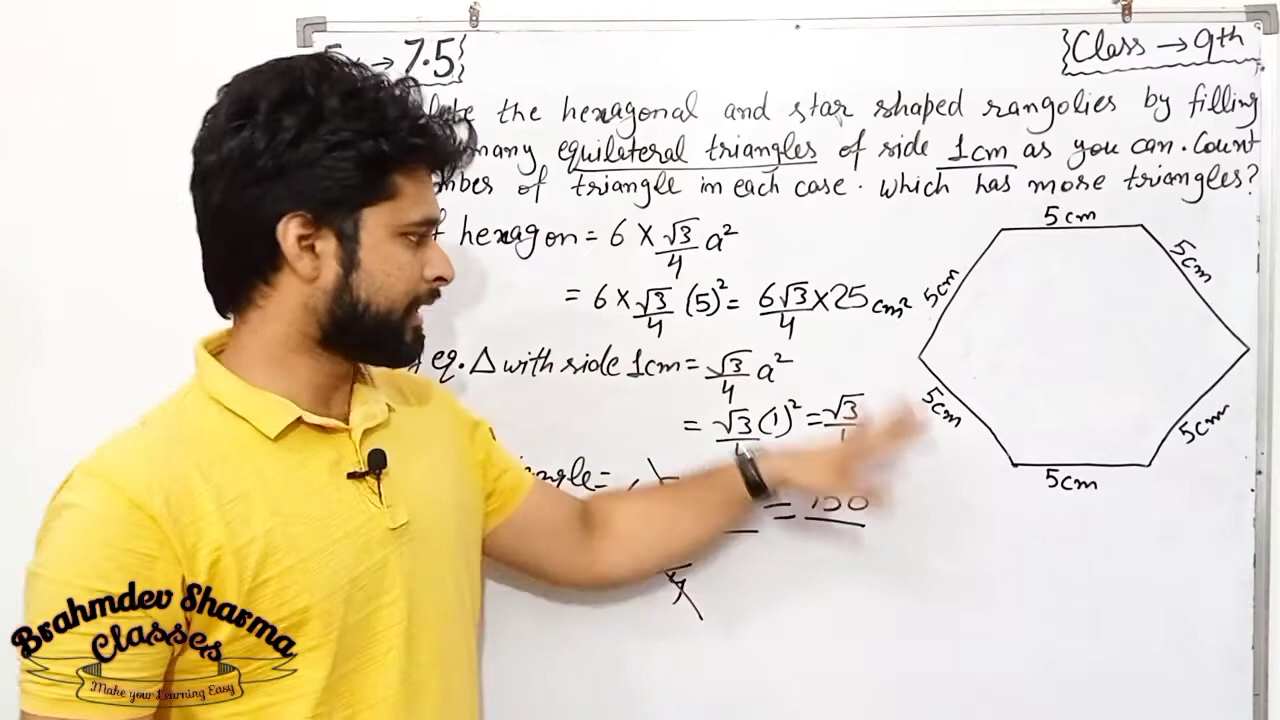 → 7.5}
{Class → 9th
the hexagonal and star shaped rangolies by filling
many equilateral triangles of side 1cm as you can. Count
of triangle in each case. which has more triangles?
hexagon = 6 × √3/4 a²
= 6 × √3/4 (5)² = 6√3/4 × 25 cm²
eq. △ with side 1cm = √3/4 a²
= √3/4 (1)² = √3
= 150
5cm
5cm
5cm
5cm
5cm
5cm
Brahmdev Sharma
Classes
Make your Learning Easy